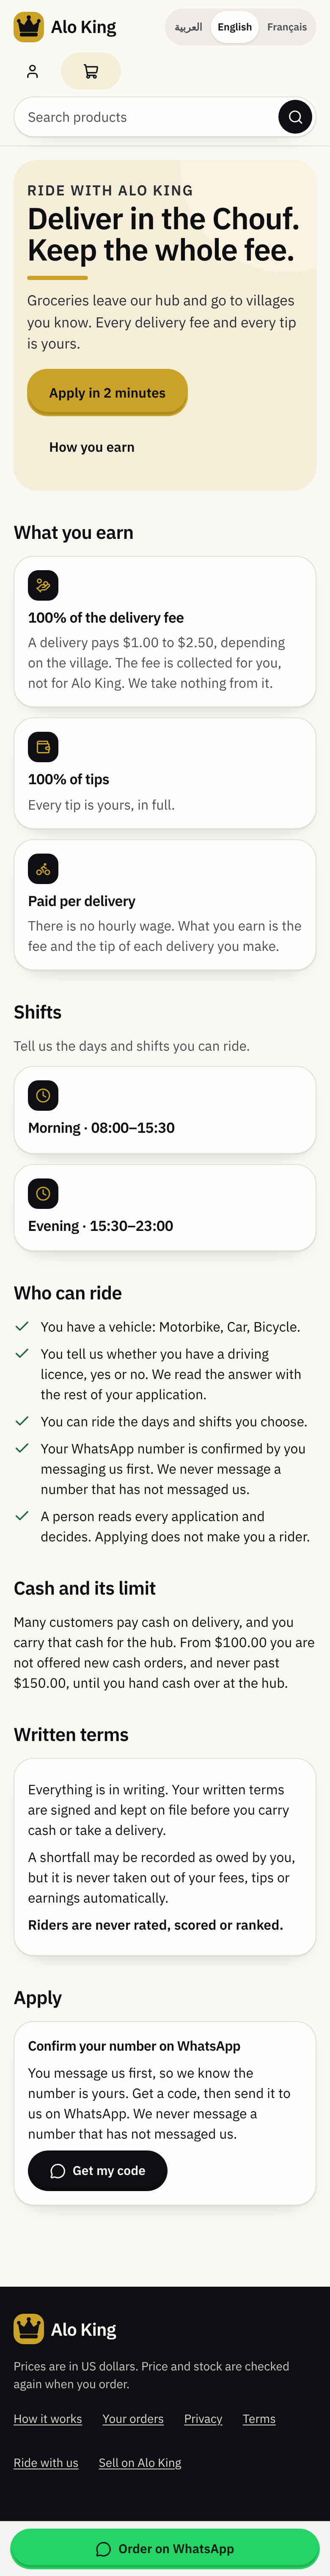 Alo King
العربية
English
Français
Search products
RIDE WITH ALO KING
Deliver in the Chouf.
Keep the whole fee.
Groceries leave our hub and go to villages
you know. Every delivery fee and every tip
is yours.
Apply in 2 minutes
How you earn
What you earn
100% of the delivery fee
A delivery pays $1.00 to $2.50, depending
on the village. The fee is collected for you,
not for Alo King. We take nothing from it.
100% of tips
Every tip is yours, in full.
Paid per delivery
There is no hourly wage. What you earn is the
fee and the tip of each delivery you make.
Shifts
Tell us the days and shifts you can ride.
Morning · 08:00–15:30
Evening · 15:30–23:00
Who can ride
You have a vehicle: Motorbike, Car, Bicycle.
You tell us whether you have a driving
licence, yes or no. We read the answer with
the rest of your application.
You can ride the days and shifts you choose.
Your WhatsApp number is confirmed by you
messaging us first. We never message a
number that has not messaged us.
A person reads every application and
decides. Applying does not make you a rider.
Cash and its limit
Many customers pay cash on delivery, and you
carry that cash for the hub. From $100.00 you are
not offered new cash orders, and never past
$150.00, until you hand cash over at the hub.
Written terms
Everything is in writing. Your written terms
are signed and kept on file before you carry
cash or take a delivery.
A shortfall may be recorded as owed by you,
but it is never taken out of your fees, tips or
earnings automatically.
Riders are never rated, scored or ranked.
Apply
Confirm your number on WhatsApp
You message us first, so we know the
number is yours. Get a code, then send it to
us on WhatsApp. We never message a
number that has not messaged us.
Get my code
Alo King
Prices are in US dollars. Price and stock are checked
again when you order.
How it works
Your orders
Privacy
Terms
Ride with us
Sell on Alo King
Order on WhatsApp